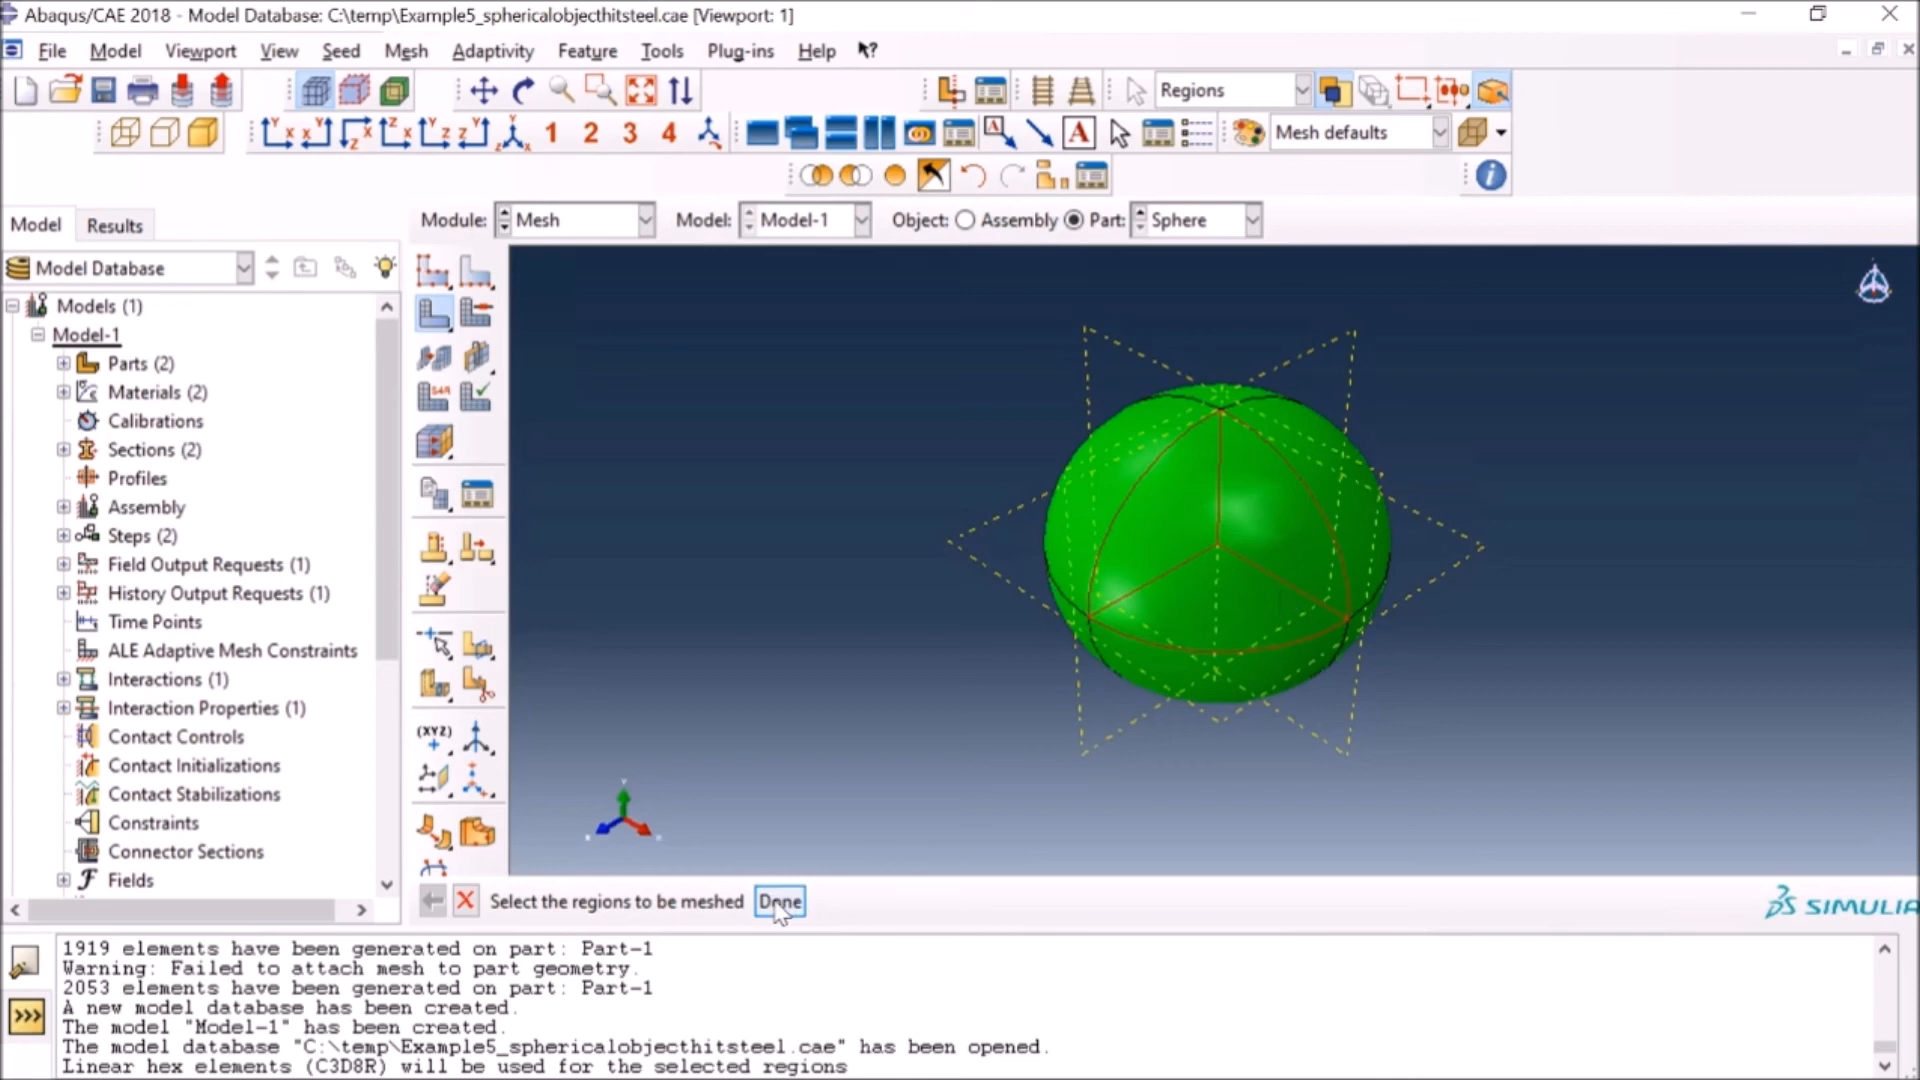 Abaqus/CAE 2018 - Model Database: C:\temp\Example5_sphericalobjecthitsteel.cae [Viewport: 1]
File Model Viewport View Seed Mesh Adaptivity Feature Tools Plug-ins Help
Regions
1 2 3 4 A A Mesh defaults
Model Results
Module: Mesh Model: Model-1 Object: Assembly Part: Sphere
Model Database
Models (1)
Model-1
Parts (2)
Materials (2)
Calibrations
Sections (2)
Profiles
Assembly
Steps (2)
Field Output Requests (1)
History Output Requests (1)
Time Points
ALE Adaptive Mesh Constraints
Interactions (1)
Interaction Properties (1)
Contact Controls
Contact Initializations
Contact Stabilizations
Constraints
Connector Sections
Fields
(XYZ)
Select the regions to be meshed Done
SIMULIA
1919 elements have been generated on part: Part-1
Warning: Failed to attach mesh to part geometry.
2053 elements have been generated on part: Part-1
A new model database has been created.
The model "Model-1" has been created.
The model database "C:\temp\Example5_sphericalobjecthitsteel.cae" has been opened.
Linear hex elements (C3D8R) will be used for the selected regions